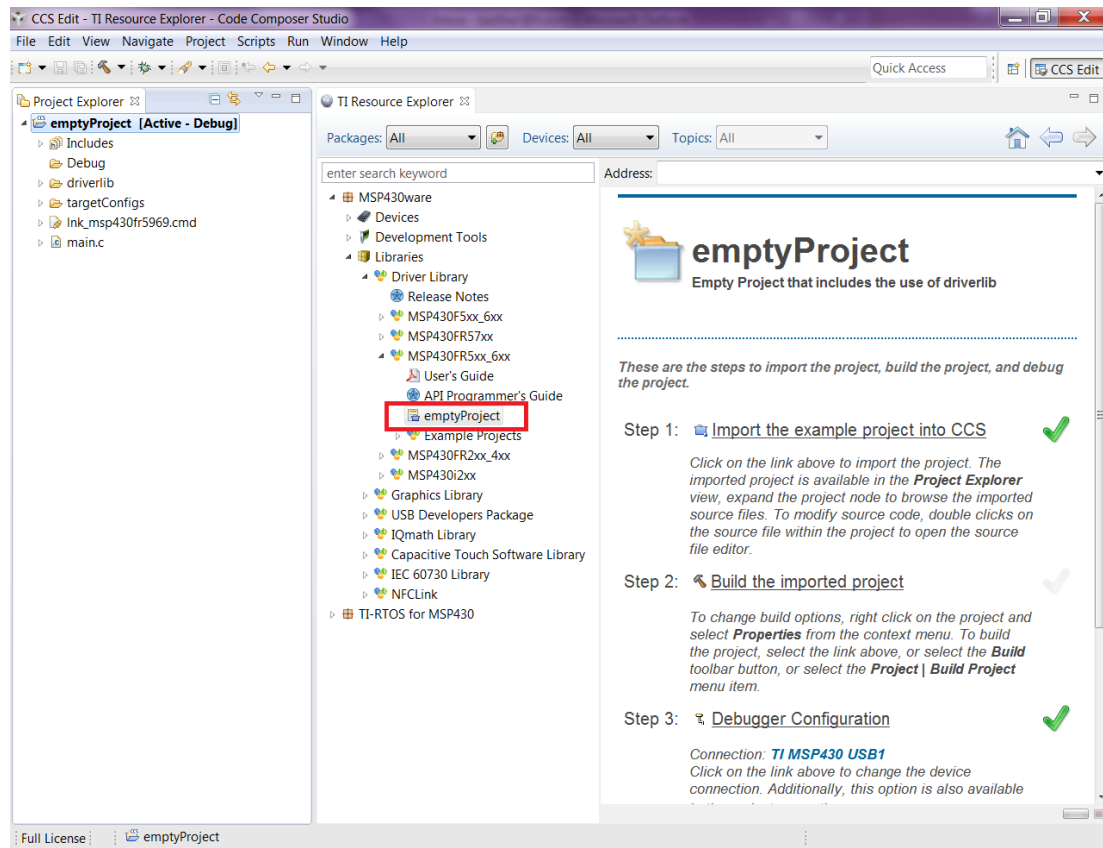 CCS Edit - TI Resource Explorer - Code Composer Studio
File Edit View Navigate Project Scripts Run Window Help
Quick Access
CCS Edit
Project Explorer
emptyProject [Active - Debug]
Includes
Debug
driverlib
targetConfigs
lnk_msp430fr5969.cmd
main.c
TI Resource Explorer
Packages: All Devices: All Topics: All
enter search keyword
MSP430ware
Devices
Development Tools
Libraries
Driver Library
Release Notes
MSP430F5xx_6xx
MSP430FR57xx
MSP430FR5xx_6xx
User's Guide
API Programmer's Guide
emptyProject
Example Projects
MSP430FR2xx_4xx
MSP430i2xx
Graphics Library
USB Developers Package
IQmath Library
Capacitive Touch Software Library
IEC 60730 Library
NFCLink
TI-RTOS for MSP430
Address:
emptyProject
Empty Project that includes the use of driverlib
These are the steps to import the project, build the project, and debug
the project.
Step 1: Import the example project into CCS
Click on the link above to import the project. The
imported project is available in the Project Explorer
view, expand the project node to browse the imported
source files. To modify source code, double clicks on
the source file within the project to open the source
file editor.
Step 2: Build the imported project
To change build options, right click on the project and
select Properties from the context menu. To build
the project, select the link above, or select the Build
toolbar button, or select the Project | Build Project
menu item.
Step 3: Debugger Configuration
Connection: TI MSP430 USB1
Click on the link above to change the device
connection. Additionally, this option is also available
Full License
emptyProject